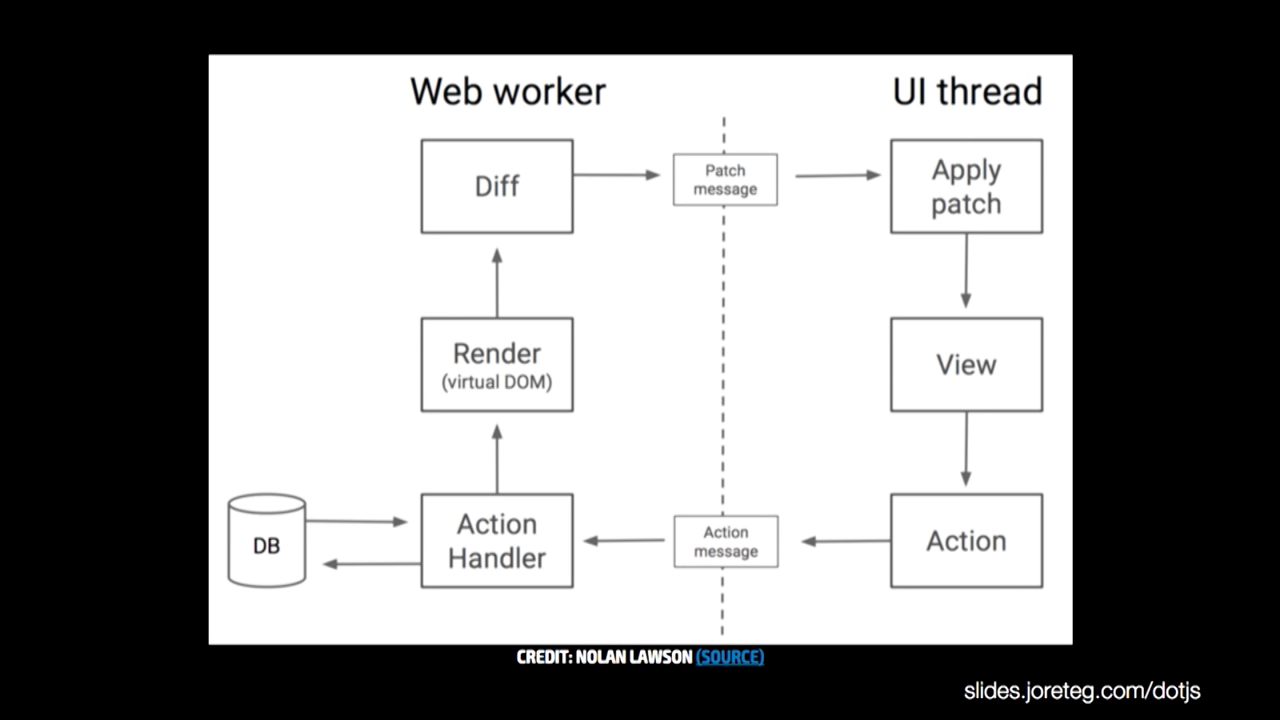 Web worker
UI thread
Diff
Patch
message
Apply
patch
Render
(virtual DOM)
View
DB
Action
Handler
Action
message
Action
CREDIT: NOLAN LAWSON (SOURCE)
slides.joreteg.com/dotjs